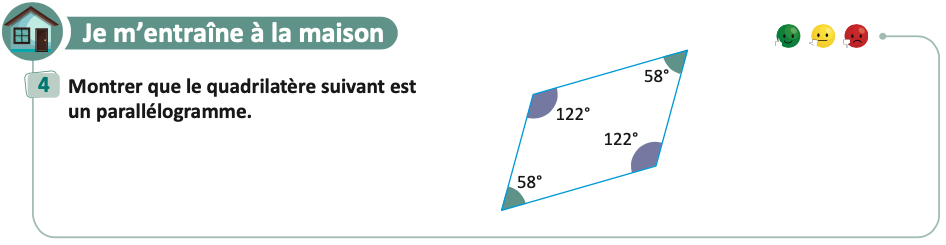 Je m’entraîne à la maison
4 Montrer que le quadrilatère suivant est
un parallélogramme.
58°
122°
122°
58°